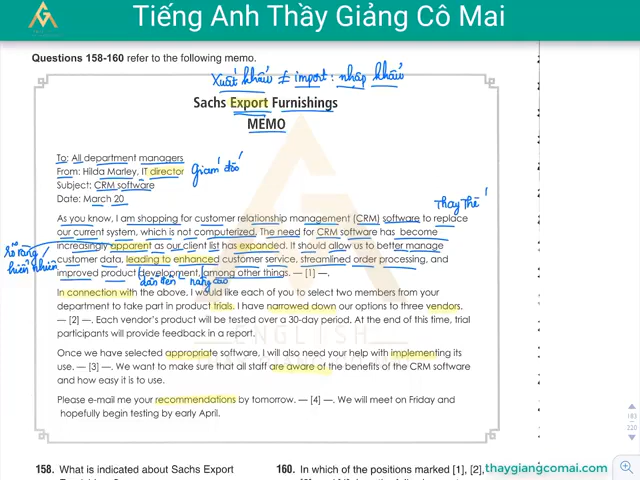 Tiếng Anh Thầy Giảng Cô Mai
Questions 158-160 refer to the following memo.
Xuất khẩu ≠ import: nhập khẩu
Sachs Export Furnishings
MEMO
To: All department managers
From: Hilda Marley, IT director
Giám đốc
Subject: CRM software
Date: March 20
Thay thế
As you know, I am shopping for customer relationship management (CRM) software to replace
our current system, which is not computerized. The need for CRM software has become
increasingly apparent as our client list has expanded. It should allow us to better manage
rõ ràng/
hiển nhiên
customer data, leading to enhanced customer service, streamlined order processing, and
improved product development, among other things. — [1] —.
dẫn đến - nâng cao
In connection with the above, I would like each of you to select two members from your
department to take part in product trials. I have narrowed down our options to three vendors.
— [2] —. Each vendor's product will be tested over a 30-day period. At the end of this time, trial
participants will provide feedback in a report.
ENGLISH
Once we have selected appropriate software, I will also need your help with implementing its
use. — [3] —. We want to make sure that all staff are aware of the benefits of the CRM software
and how easy it is to use.
Please e-mail me your recommendations by tomorrow. — [4] —. We will meet on Friday and
hopefully begin testing by early April.
183
220
158. What is indicated about Sachs Export
160. In which of the positions marked [1], [2],
thaygiangcomai.com